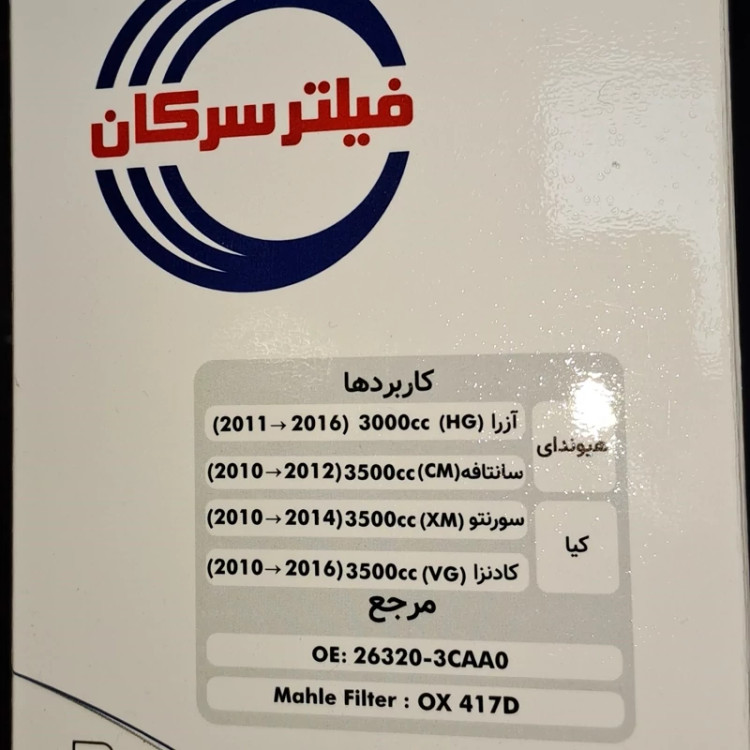 فیلتر سرکان
کاربردها
هیوندای
آزرا (HG) 3000cc (2011→2016)
سانتافه(CM)3500cc(2010→2012)
کیا
سورنتو (XM)3500cc(2010→2014)
کادنزا (VG)3500cc(2010→2016)
مرجع
OE: 26320-3CAA0
Mahle Filter : OX 417D